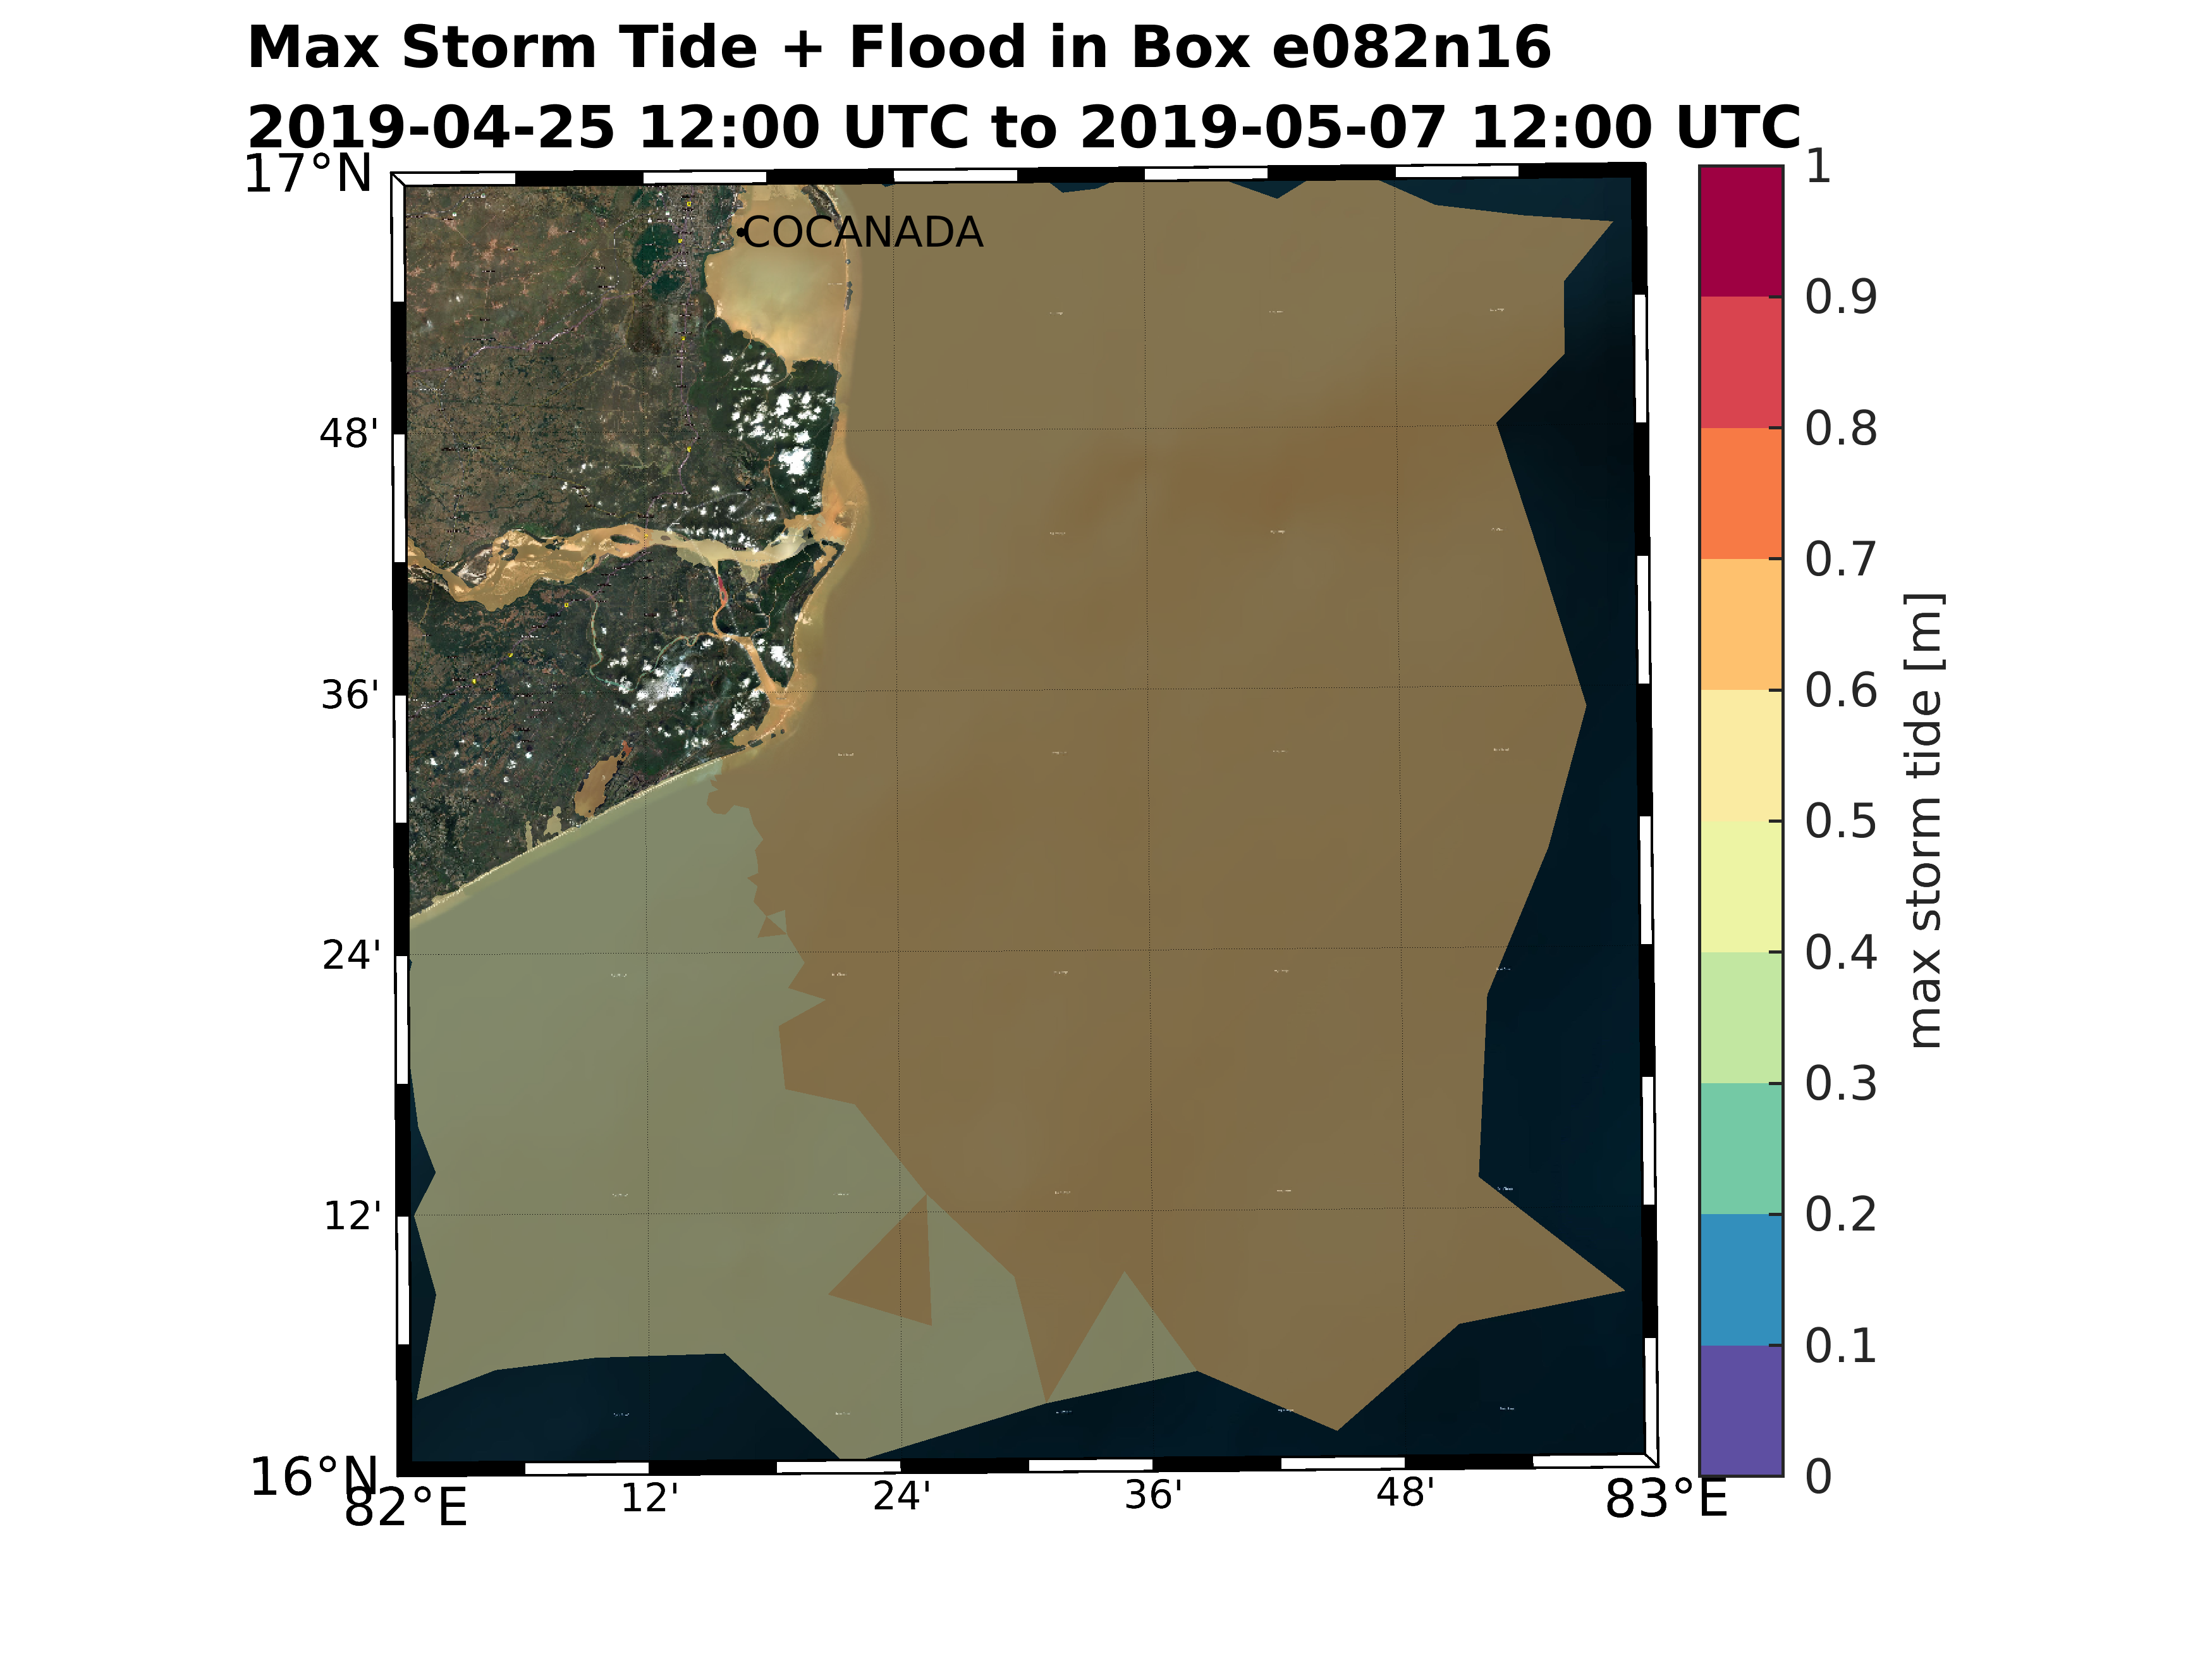 Max Storm Tide + Flood in Box e082n16
2019-04-25 12:00 UTC to 2019-05-07 12:00 UTC
17°N
COCANADA
48'
36'
24'
12'
16°N
82°E
12'
24'
36'
48'
83°E
1
0.9
0.8
0.7
0.6
0.5
0.4
0.3
0.2
0.1
0
max storm tide [m]